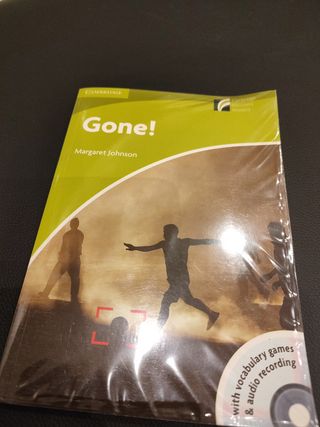 CAMBRIDGE
Gone!
Margaret Johnson
with vocabulary games
& audio recording